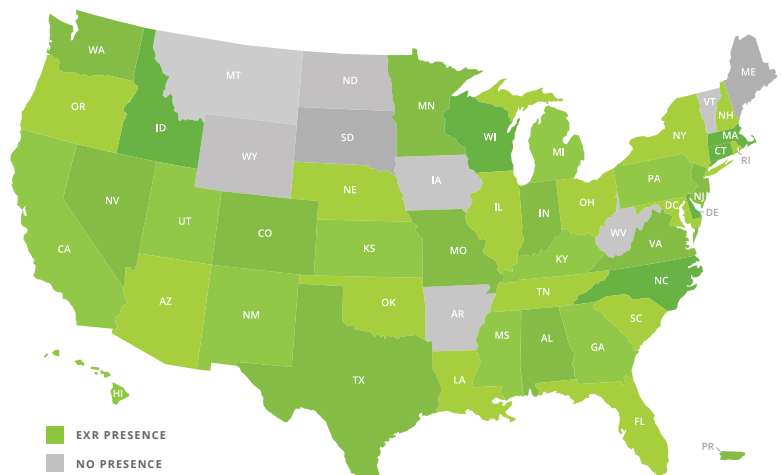 WA
MT
ND
ME
OR
MN
VT
NH
ID
SD
WI
NY
MA
CT
RI
WY
MI
NE
IA
PA
NV
IL
IN
OH
NJ
DC
DE
UT
CO
CA
KS
MO
WV
VA
KY
NC
AZ
NM
OK
AR
TN
SC
MS
AL
GA
TX
LA
HI
FL
EXR PRESENCE
PR
NO PRESENCE